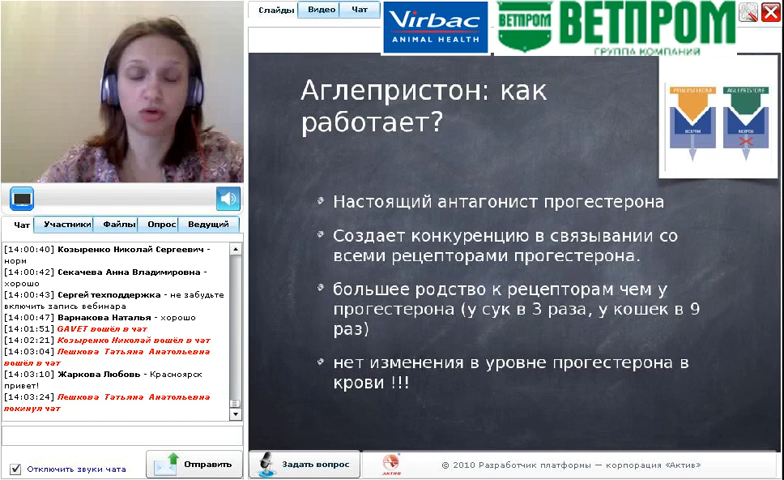 Слайды Видео Чат
Virbac
ANIMAL HEALTH
ВЕТПРОМ
ВЕТПРОМ
ГРУППА КОМПАНИЙ
Аглепристон: как
работает?
Настоящий антагонист прогестерона
Создает конкуренцию в связывании со
всеми рецепторами прогестерона.
большее родство к рецепторам чем у
прогестерона (у сук в 3 раза, у кошек в 9
раз)
нет изменения в уровне прогестерона в
крови !!!
Чат Участники Файлы Опрос Ведущий
[14:00:40] Козыренко Николай Сергеевич -
норм
[14:00:42] Секачева Анна Владимировна -
хорошо
[14:00:43] Сергей техподдержка - не забудьте
включить запись вебинара
[14:00:47] Варнакова Наталья - хорошо
[14:01:51] GAVET вошёл в чат
[14:02:21] Козыренко Николай вошёл в чат
[14:03:04] Пешкова Татьяна Анатольевна
вошёл в чат
[14:03:10] Жаркова Любовь - Красноярск
привет!
[14:03:24] Пешкова Татьяна Анатольевна
покинул чат
Отключить звуки чата
Отправить
Задать вопрос
АКТИВ
© 2010 Разработчик платформы — корпорация «Актив»